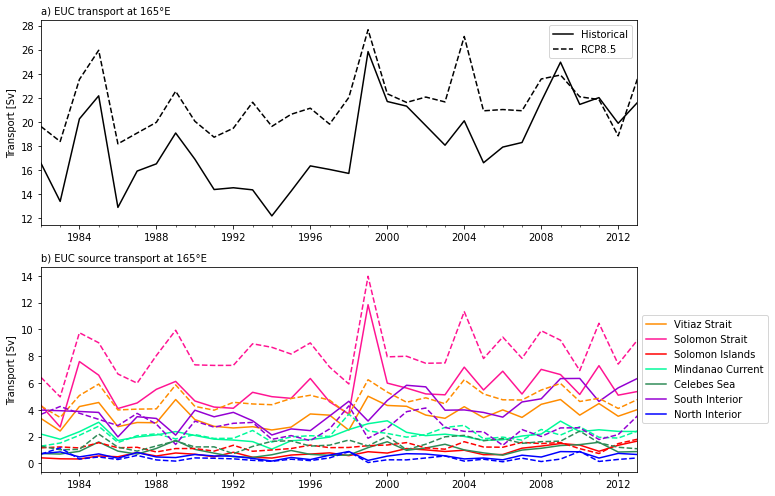 a) EUC transport at 165°E
28
26
24
22
20
18
16
14
12
Transport [Sv]
Historical
RCP8.5
1984
1988
1992
1996
2000
2004
2008
2012
b) EUC source transport at 165°E
14
12
10
8
6
4
2
0
Transport [Sv]
1984
1988
1992
1996
2000
2004
2008
2012
Vitiaz Strait
Solomon Strait
Solomon Islands
Mindanao Current
Celebes Sea
South Interior
North Interior